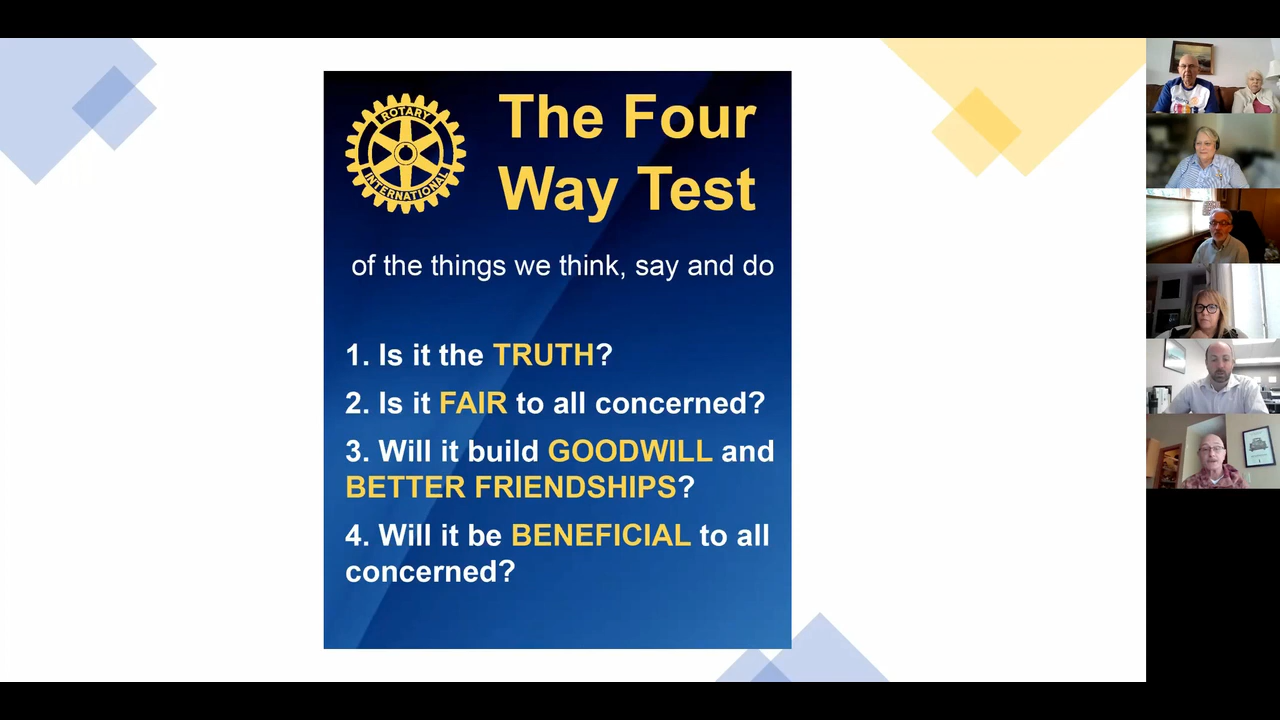 ROTARY
INTERNATIONAL
The Four
Way Test
of the things we think, say and do
1. Is it the TRUTH?
2. Is it FAIR to all concerned?
3. Will it build GOODWILL and
BETTER FRIENDSHIPS?
4. Will it be BENEFICIAL to all
concerned?